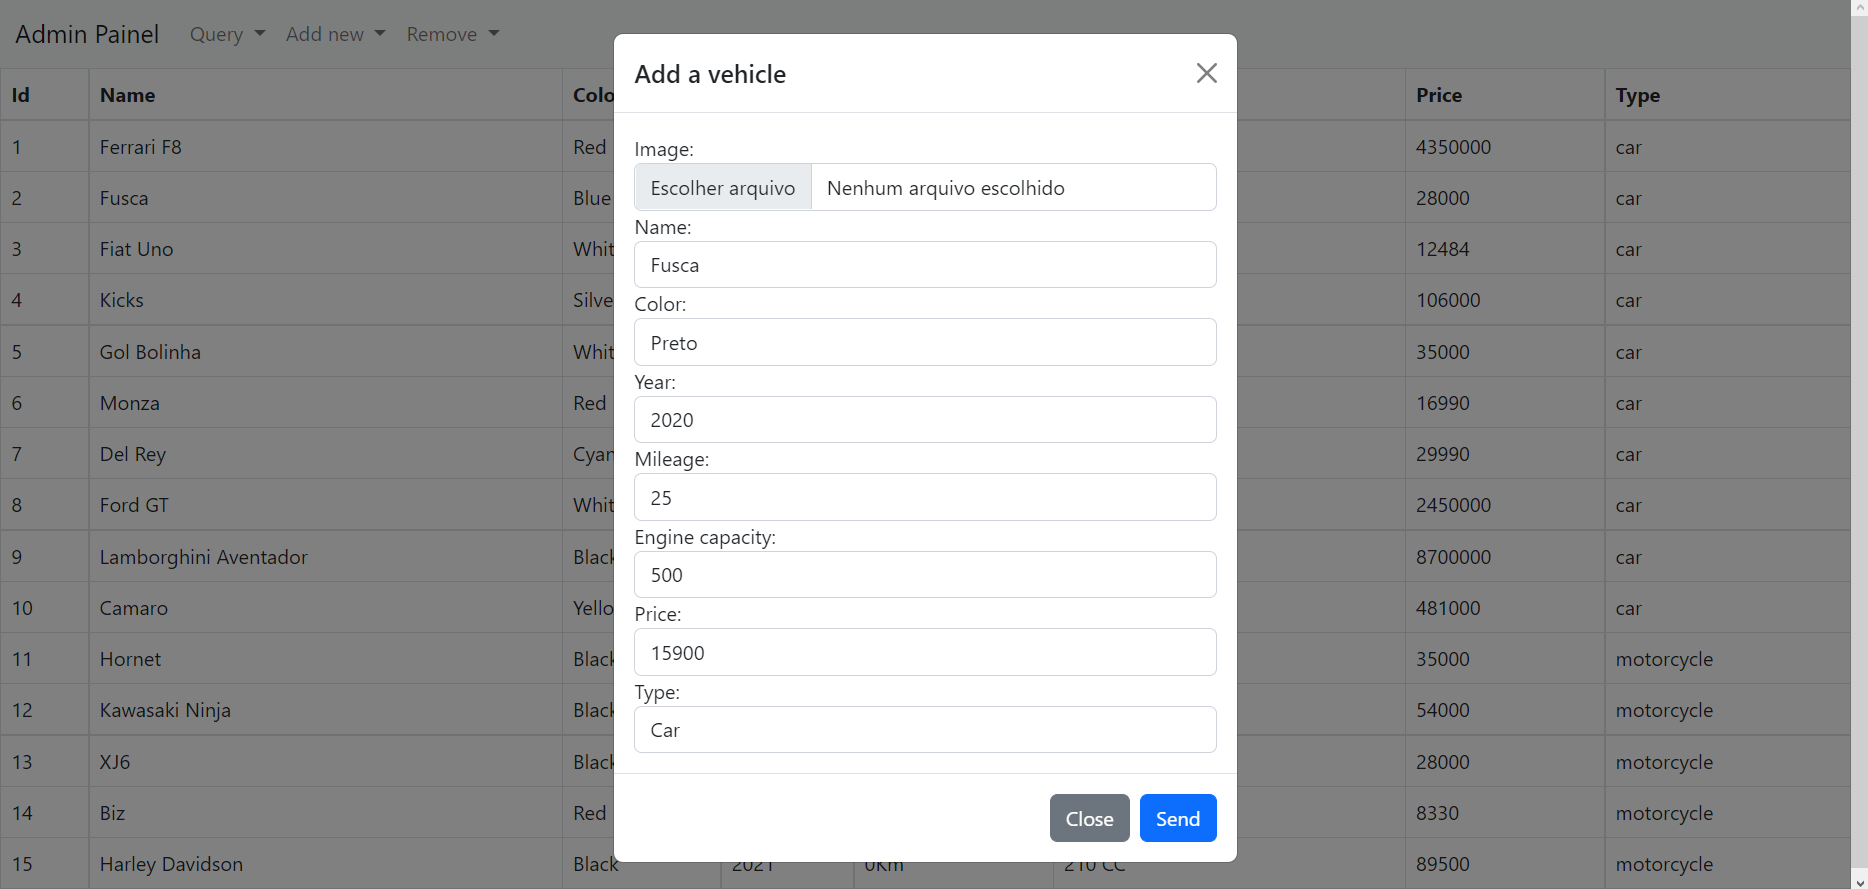 Admin Painel Query Add new Remove
Add a vehicle
Id Name Colo Price Type
1 Ferrari F8 Red 4350000 car
2 Fusca Blue 28000 car
3 Fiat Uno Whit 12484 car
4 Kicks Silve 106000 car
5 Gol Bolinha Whit 35000 car
6 Monza Red 16990 car
7 Del Rey Cyan 29990 car
8 Ford GT Whit 2450000 car
9 Lamborghini Aventador Black 8700000 car
10 Camaro Yello 481000 car
11 Hornet Black 35000 motorcycle
12 Kawasaki Ninja Black 54000 motorcycle
13 XJ6 Black 28000 motorcycle
14 Biz Red 8330 motorcycle
15 Harley Davidson Black 2021 0Km 210 CC 89500 motorcycle
Image:
Escolher arquivo Nenhum arquivo escolhido
Name:
Fusca
Color:
Preto
Year:
2020
Mileage:
25
Engine capacity:
500
Price:
15900
Type:
Car
Close Send